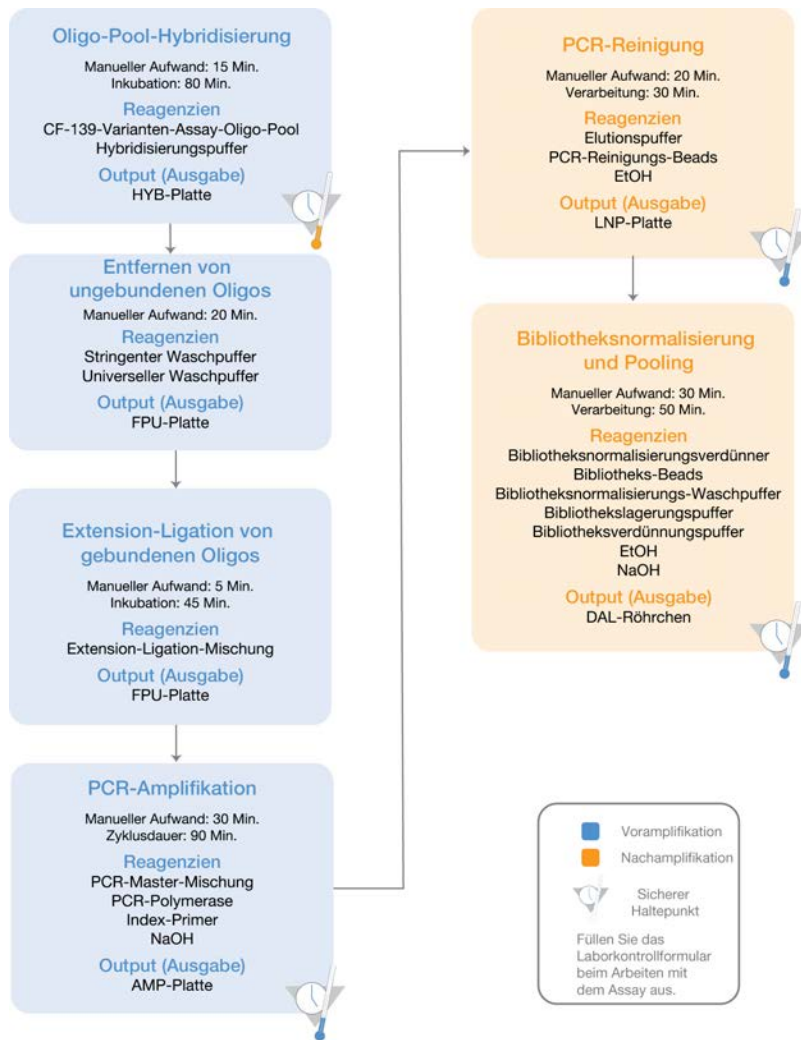 Oligo-Pool-Hybridisierung
Manueller Aufwand: 15 Min.
Inkubation: 80 Min.
Reagenzien
CF-139-Varianten-Assay-Oligo-Pool
Hybridisierungspuffer
Output (Ausgabe)
HYB-Platte
Entfernen von
ungebundenen Oligos
Manueller Aufwand: 20 Min.
Reagenzien
Stringenter Waschpuffer
Universeller Waschpuffer
Output (Ausgabe)
FPU-Platte
Extension-Ligation von
gebundenen Oligos
Manueller Aufwand: 5 Min.
Inkubation: 45 Min.
Reagenzien
Extension-Ligation-Mischung
Output (Ausgabe)
FPU-Platte
PCR-Amplifikation
Manueller Aufwand: 30 Min.
Zyklusdauer: 90 Min.
Reagenzien
PCR-Master-Mischung
PCR-Polymerase
Index-Primer
NaOH
Output (Ausgabe)
AMP-Platte
PCR-Reinigung
Manueller Aufwand: 20 Min.
Verarbeitung: 30 Min.
Reagenzien
Elutionspuffer
PCR-Reinigungs-Beads
EtOH
Output (Ausgabe)
LNP-Platte
Bibliotheksnormalisierung
und Pooling
Manueller Aufwand: 30 Min.
Verarbeitung: 50 Min.
Reagenzien
Bibliotheksnormalisierungsverdünner
Bibliotheks-Beads
Bibliotheksnormalisierungs-Waschpuffer
Bibliothekslagerungspuffer
Bibliotheksverdünnungspuffer
EtOH
NaOH
Output (Ausgabe)
DAL-Röhrchen
Voramplifikation
Nachamplifikation
Sicherer
Haltepunkt
Füllen Sie das
Laborkontrollformular
beim Arbeiten mit
dem Assay aus.